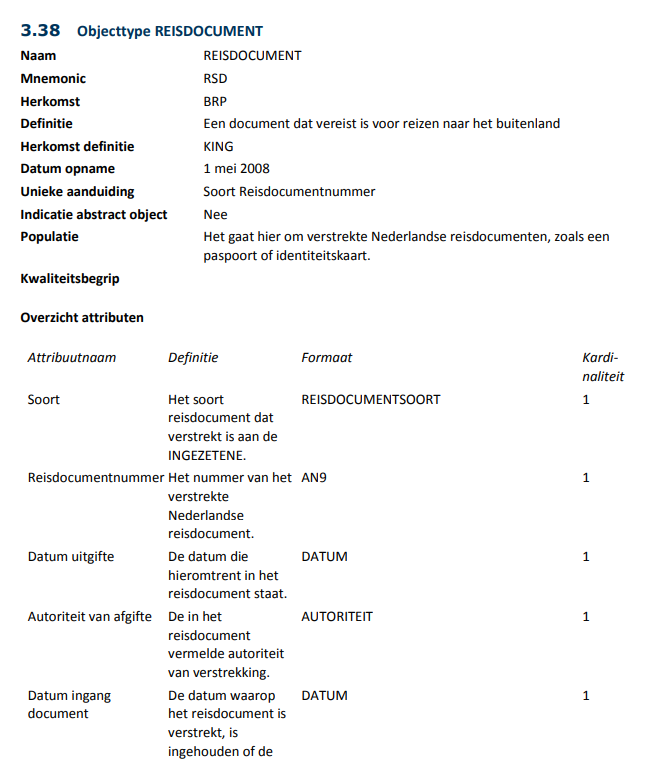 3.38 Objecttype REISDOCUMENT
Naam REISDOCUMENT
Mnemonic RSD
Herkomst BRP
Definitie Een document dat vereist is voor reizen naar het buitenland
Herkomst definitie KING
Datum opname 1 mei 2008
Unieke aanduiding Soort Reisdocumentnummer
Indicatie abstract object Nee
Populatie Het gaat hier om verstrekte Nederlandse reisdocumenten, zoals een
paspoort of identiteitskaart.
Kwaliteitsbegrip
Overzicht attributen
Attribuutnaam Definitie Formaat Kardi-
naliteit
Soort Het soort REISDOCUMENTSOORT 1
reisdocument dat
verstrekt is aan de
INGEZETENE.
Reisdocumentnummer Het nummer van het AN9 1
verstrekte
Nederlandse
reisdocument.
Datum uitgifte De datum die DATUM 1
hieromtrent in het
reisdocument staat.
Autoriteit van afgifte De in het AUTORITEIT 1
reisdocument
vermelde autoriteit
van verstrekking.
Datum ingang De datum waarop DATUM 1
document het reisdocument is
verstrekt, is
ingehouden of de